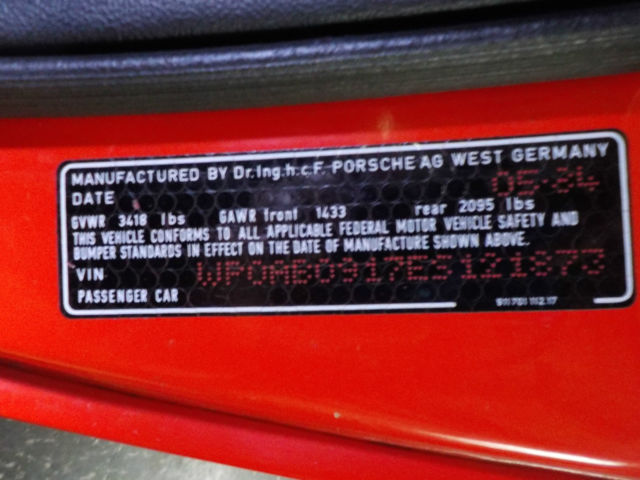 MANUFACTURED BY Dr.Ing.h.c.F. PORSCHE AG WEST GERMANY
DATE 05-84
GVWR 3418 lbs GAWR front 1433 rear 2095 lbs
THIS VEHICLE CONFORMS TO ALL APPLICABLE FEDERAL MOTOR VEHICLE SAFETY AND
BUMPER STANDARDS IN EFFECT ON THE DATE OF MANUFACTURE SHOWN ABOVE.
VIN WP0MB0917ES121873
PASSENGER CAR